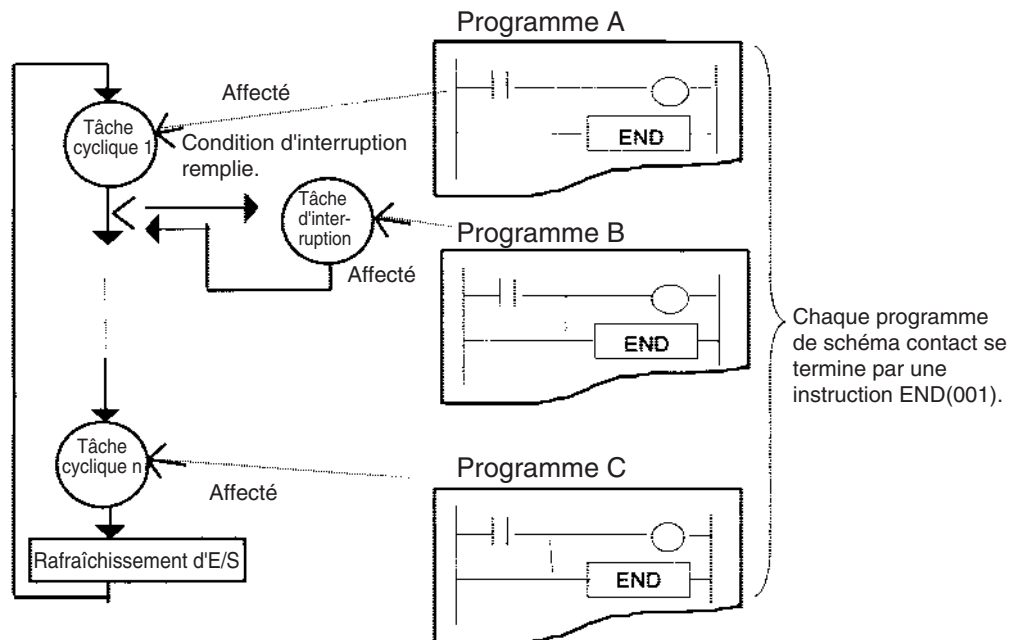 Programme A
Affecté
Tâche
cyclique 1
Condition d'interruption
remplie.
END
Tâche
d'inter-
ruption
Affecté
Programme B
END
Chaque programme
de schéma contact se
termine par une
instruction END(001).
Tâche
cyclique n
Affecté
Programme C
END
Rafraîchissement d'E/S